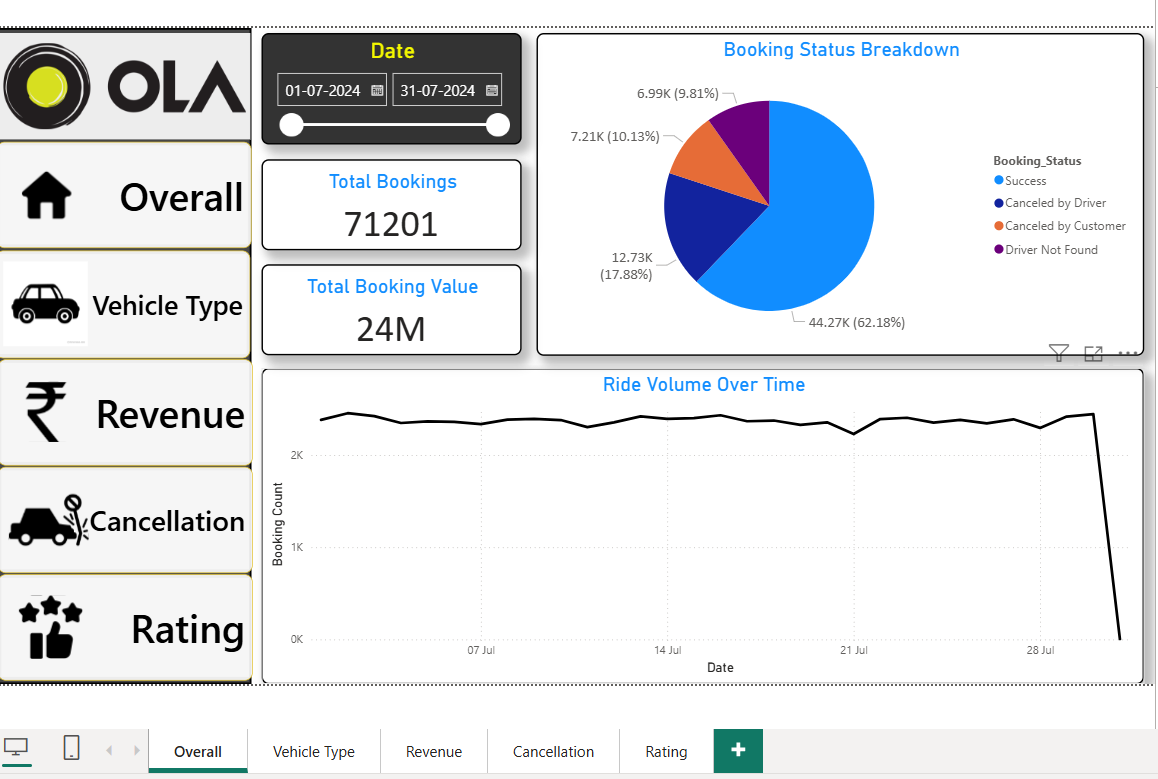 OLA
Overall
Vehicle Type
Revenue
Cancellation
Rating
Date
01-07-2024
31-07-2024
Total Bookings
71201
Total Booking Value
24M
Booking Status Breakdown
6.99K (9.81%)
7.21K (10.13%)
12.73K
(17.88%)
44.27K (62.18%)
Booking_Status
Success
Canceled by Driver
Canceled by Customer
Driver Not Found
Ride Volume Over Time
Booking Count
2K
1K
0K
07 Jul
14 Jul
21 Jul
28 Jul
Date
Overall
Vehicle Type
Revenue
Cancellation
Rating